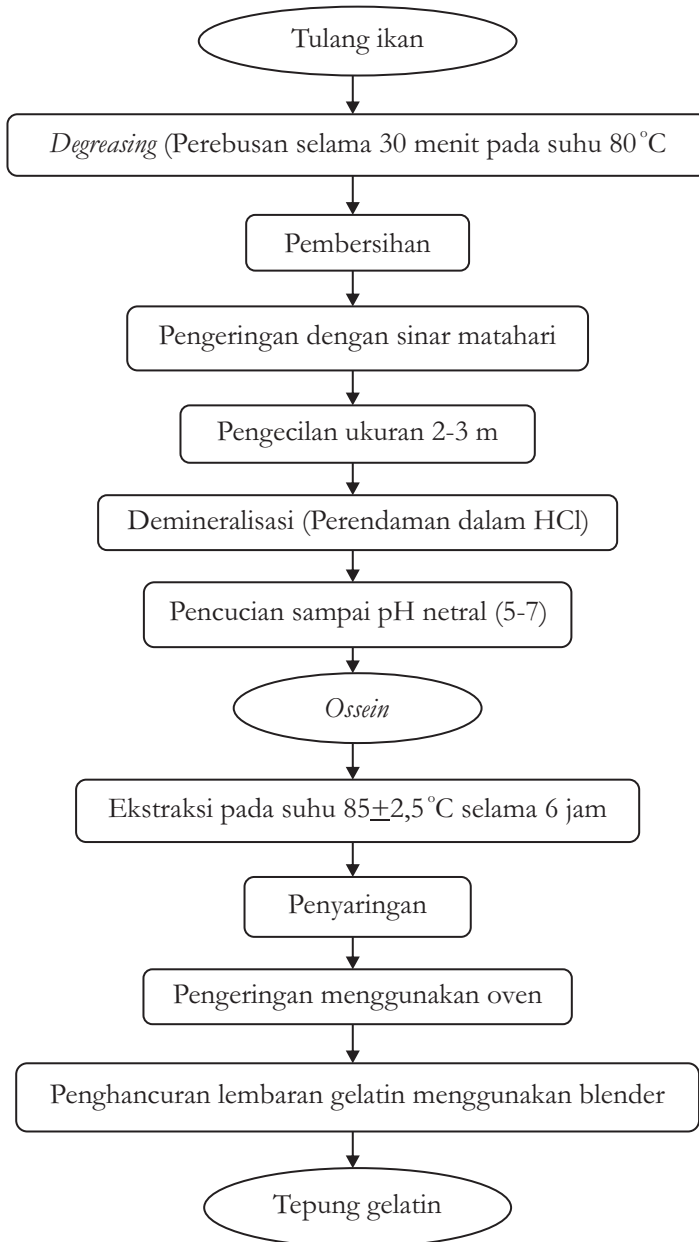 Tulang ikan
Degreasing (Perebusan selama 30 menit pada suhu 80°C
Pembersihan
Pengeringan dengan sinar matahari
Pengecilan ukuran 2-3 m
Demineralisasi (Perendaman dalam HCl)
Pencucian sampai pH netral (5-7)
Ossein
Ekstraksi pada suhu 85±2,5°C selama 6 jam
Penyaringan
Pengeringan menggunakan oven
Penghancuran lembaran gelatin menggunakan blender
Tepung gelatin